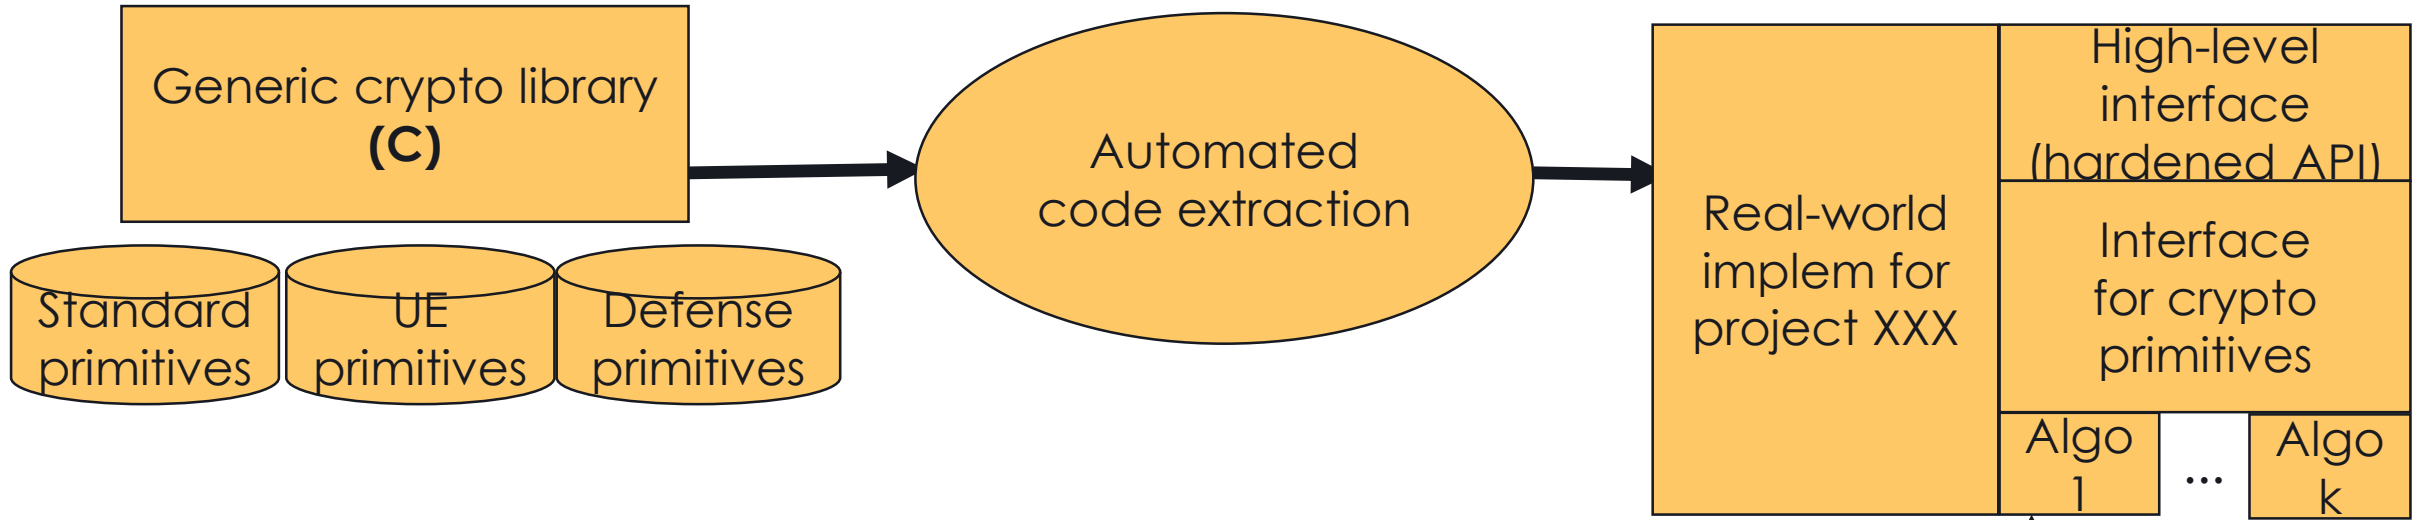 Generic crypto library
(C)
Standard
primitives
UE
primitives
Defense
primitives
Automated
code extraction
Real-world
implem for
project XXX
High-level
interface
(hardened API)
Interface
for crypto
primitives
Algo
1
...
Algo
k